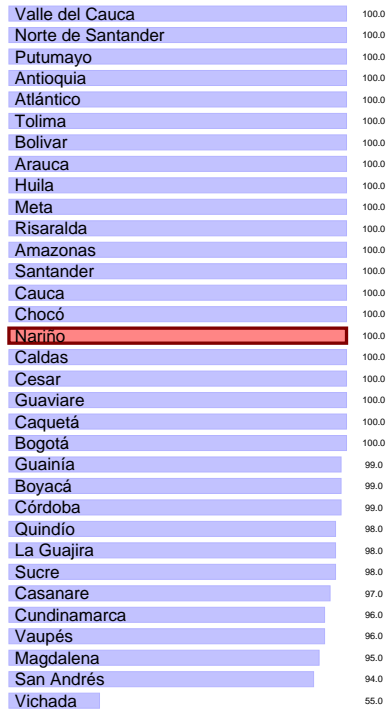 Valle del Cauca 100.0
Norte de Santander 100.0
Putumayo 100.0
Antioquia 100.0
Atlántico 100.0
Tolima 100.0
Bolivar 100.0
Arauca 100.0
Huila 100.0
Meta 100.0
Risaralda 100.0
Amazonas 100.0
Santander 100.0
Cauca 100.0
Chocó 100.0
Nariño 100.0
Caldas 100.0
Cesar 100.0
Guaviare 100.0
Caquetá 100.0
Bogotá 100.0
Guainía 99.0
Boyacá 99.0
Córdoba 99.0
Quindío 98.0
La Guajira 98.0
Sucre 98.0
Casanare 97.0
Cundinamarca 96.0
Vaupés 96.0
Magdalena 95.0
San Andrés 94.0
Vichada 55.0